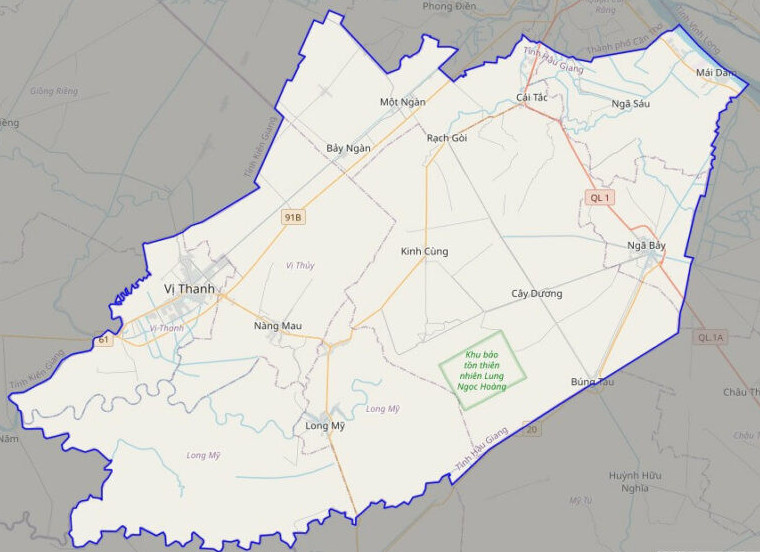 Phong Điền
Tỉnh Vĩnh Long
Thành phố Cần Thơ
Tỉnh Hậu Giang
Mái Dầm
Giồng Riềng
Một Ngàn
Cái Tắc
Ngã Sáu
iềng
Tỉnh Kiên Giang
Rạch Gòi
Bảy Ngàn
QL 1
91B
Ngã Bảy
Kinh Cùng
Vị Thủy
Vị Thanh
Cây Dương
Vị Thanh
Nàng Mau
61
QL.1A
Tỉnh Kiên Giang
Khu bảo
tồn thiên
nhiên Lung
Ngọc Hoàng
Búng Tàu
Châu Th
Long Mỹ
Long Mỹ
20
Năm
Tỉnh Hậu Giang
Châu T
Long Mỹ
Huỳnh Hữu
Nghĩa
Mỹ Tú